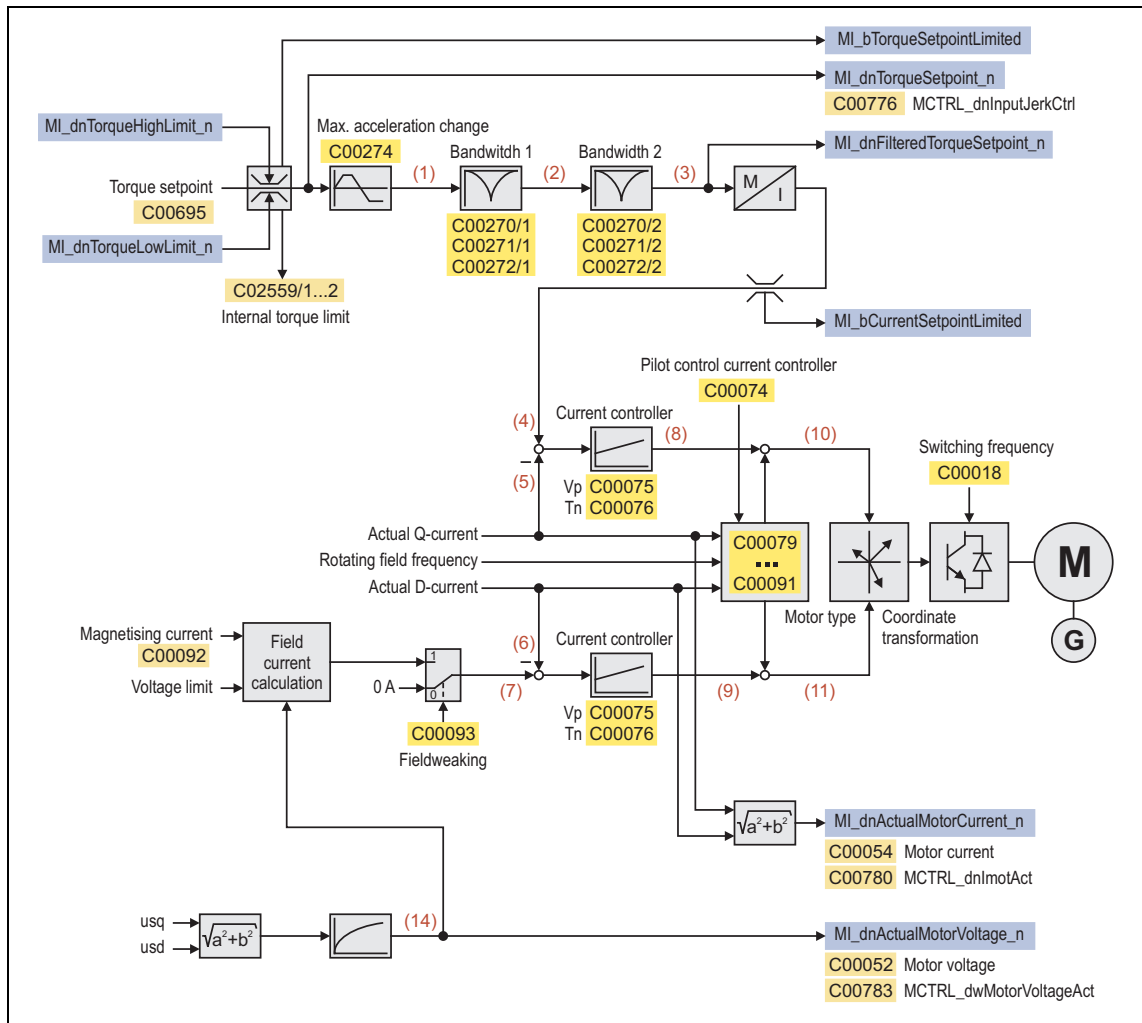 MI_bTorqueSetpointLimited
MI_dnTorqueSetpoint_n
C00776 MCTRL_dnInputJerkCtrl
MI_dnTorqueHighLimit_n
Max. acceleration change
C00274
Bandwitdh 1
Bandwidth 2
MI_dnFilteredTorqueSetpoint_n
(1)
(2)
(3)
M
I
Torque setpoint
C00695
C00270/1
C00271/1
C00272/1
C00270/2
C00271/2
C00272/2
MI_dnTorqueLowLimit_n
C02559/1...2
Internal torque limit
MI_bCurrentSetpointLimited
Pilot control current controller
C00074
(4)
Current controller
(8)
(10)
Switching frequency
C00018
–
(5)
Vp C00075
Tn C00076
Actual Q-current
Rotating field frequency
Actual D-current
C00079
...
C00091
M
G
Motor type
Coordinate
transformation
Magnetising current
C00092
Voltage limit
Field
current
calculation
1
0 A
0
(6)
–
(7)
Current controller
(9)
(11)
Vp C00075
Tn C00076
C00093
Fieldweaking
√a²+b²
MI_dnActualMotorCurrent_n
C00054 Motor current
C00780 MCTRL_dnImotAct
usq
usd
√a²+b²
(14)
MI_dnActualMotorVoltage_n
C00052 Motor voltage
C00783 MCTRL_dwMotorVoltageAct